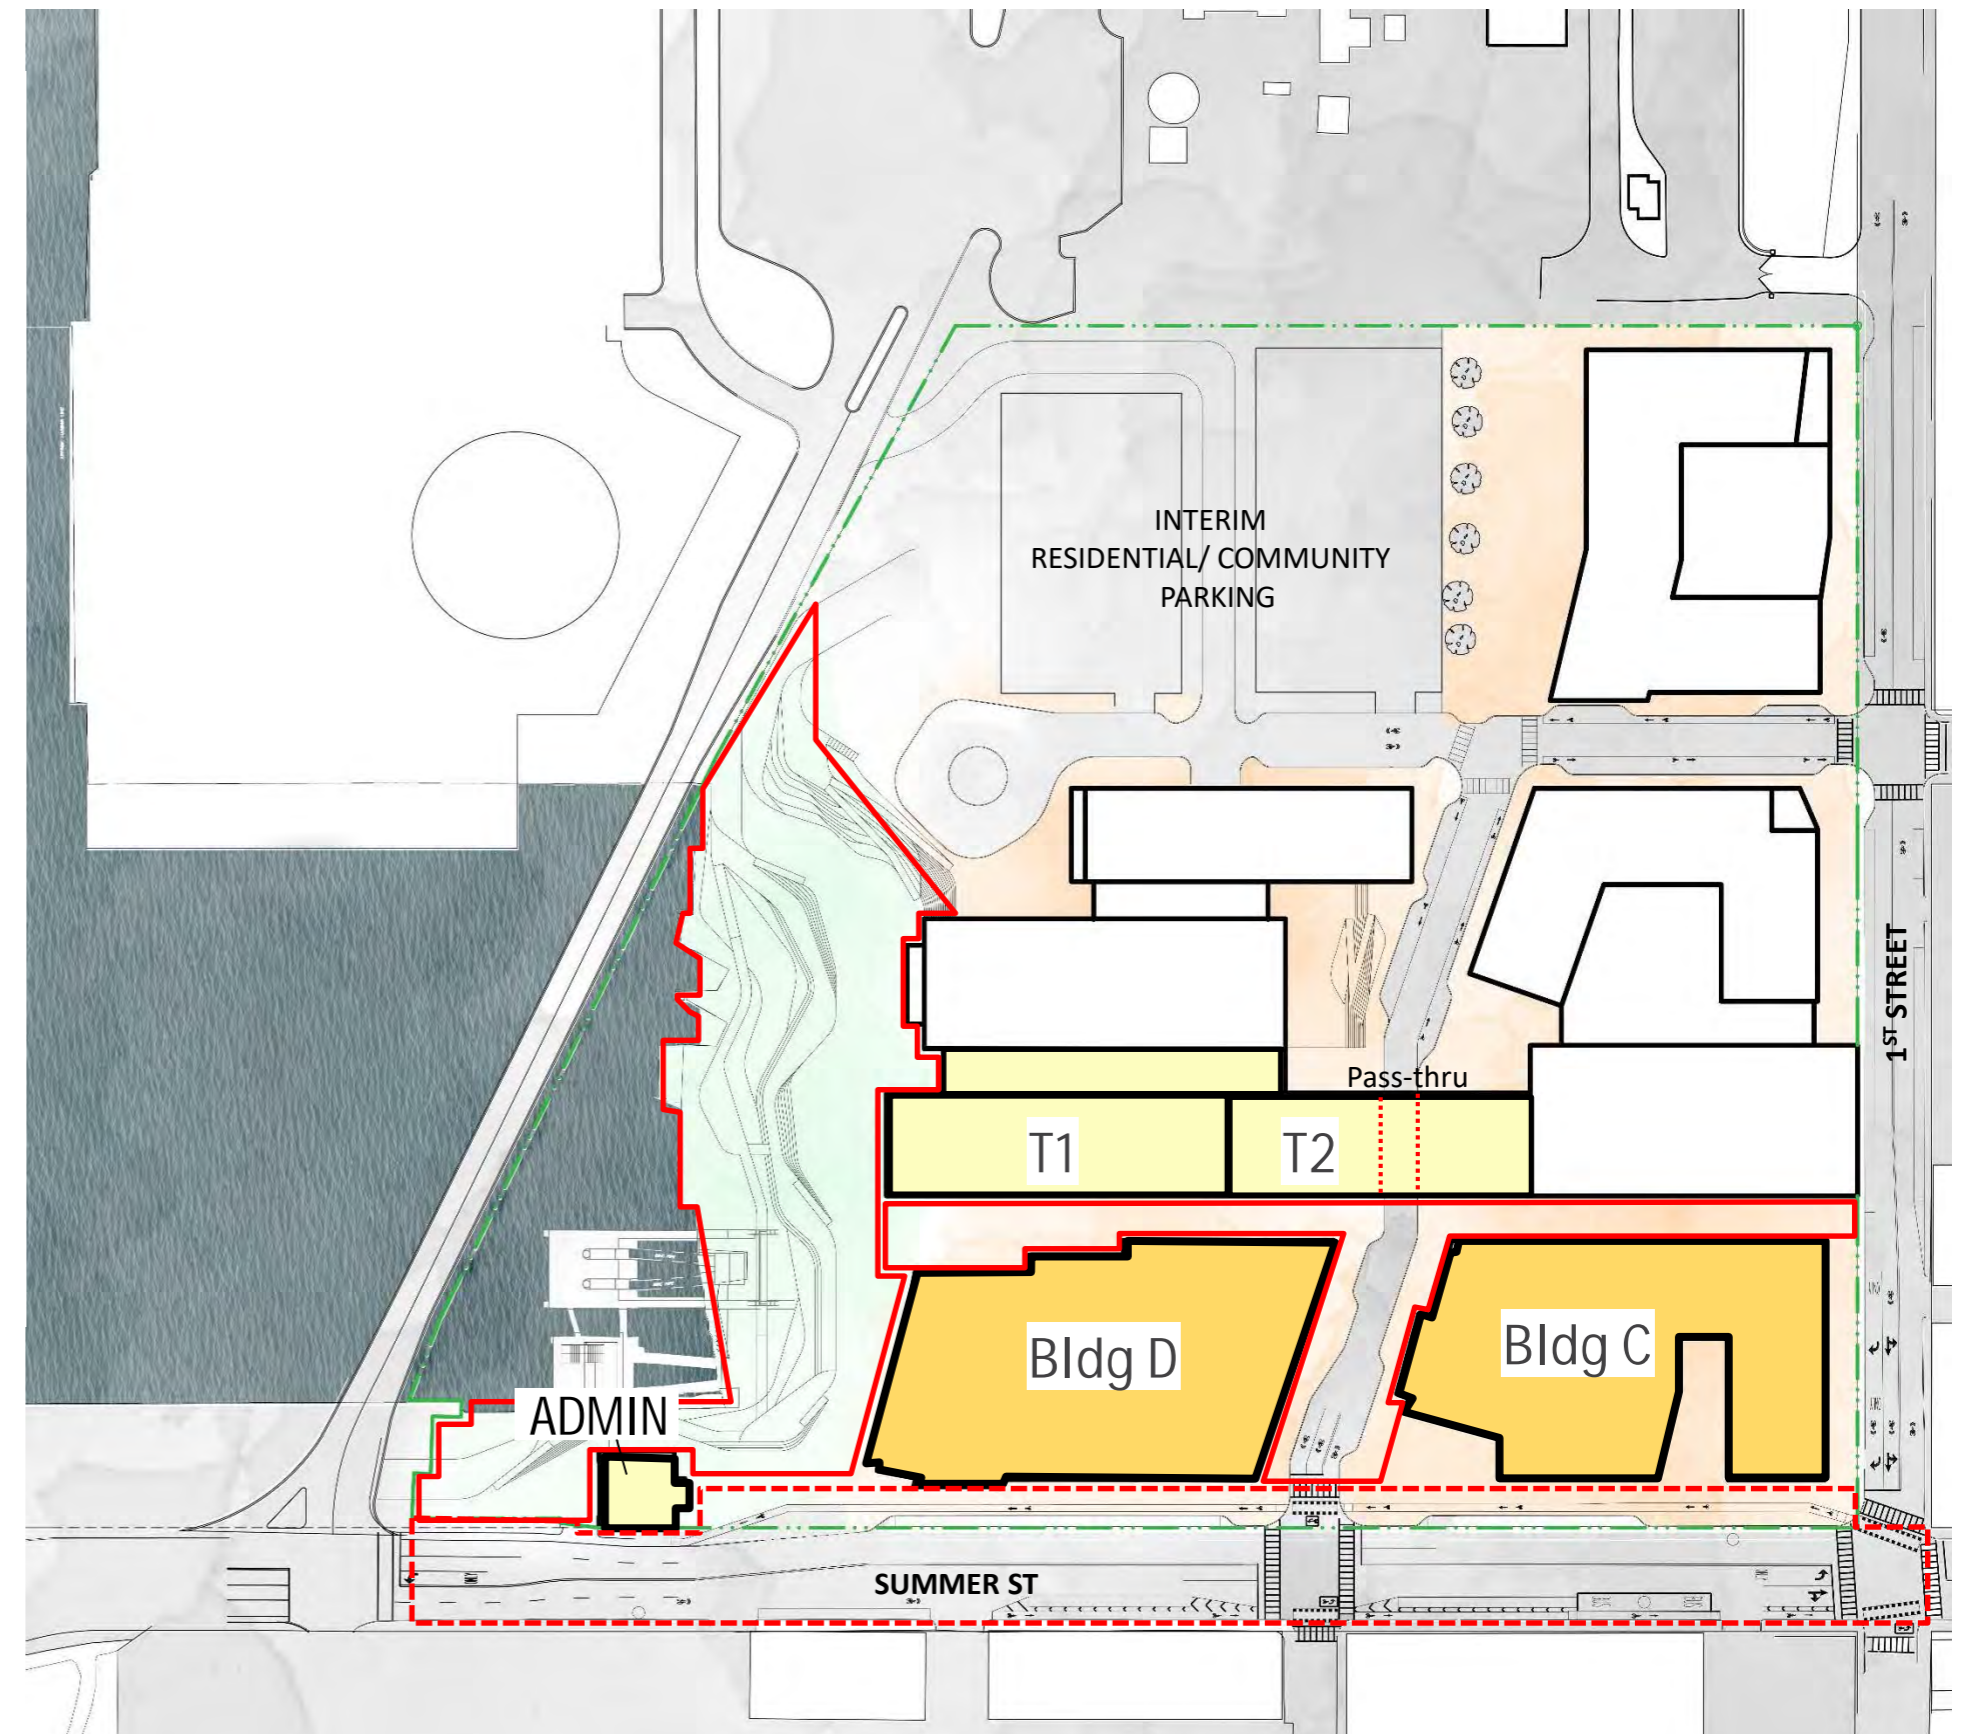 INTERIM
RESIDENTIAL/ COMMUNITY
PARKING
1ST STREET
Pass-thru
T1
T2
Bldg D
Bldg C
ADMIN
SUMMER ST